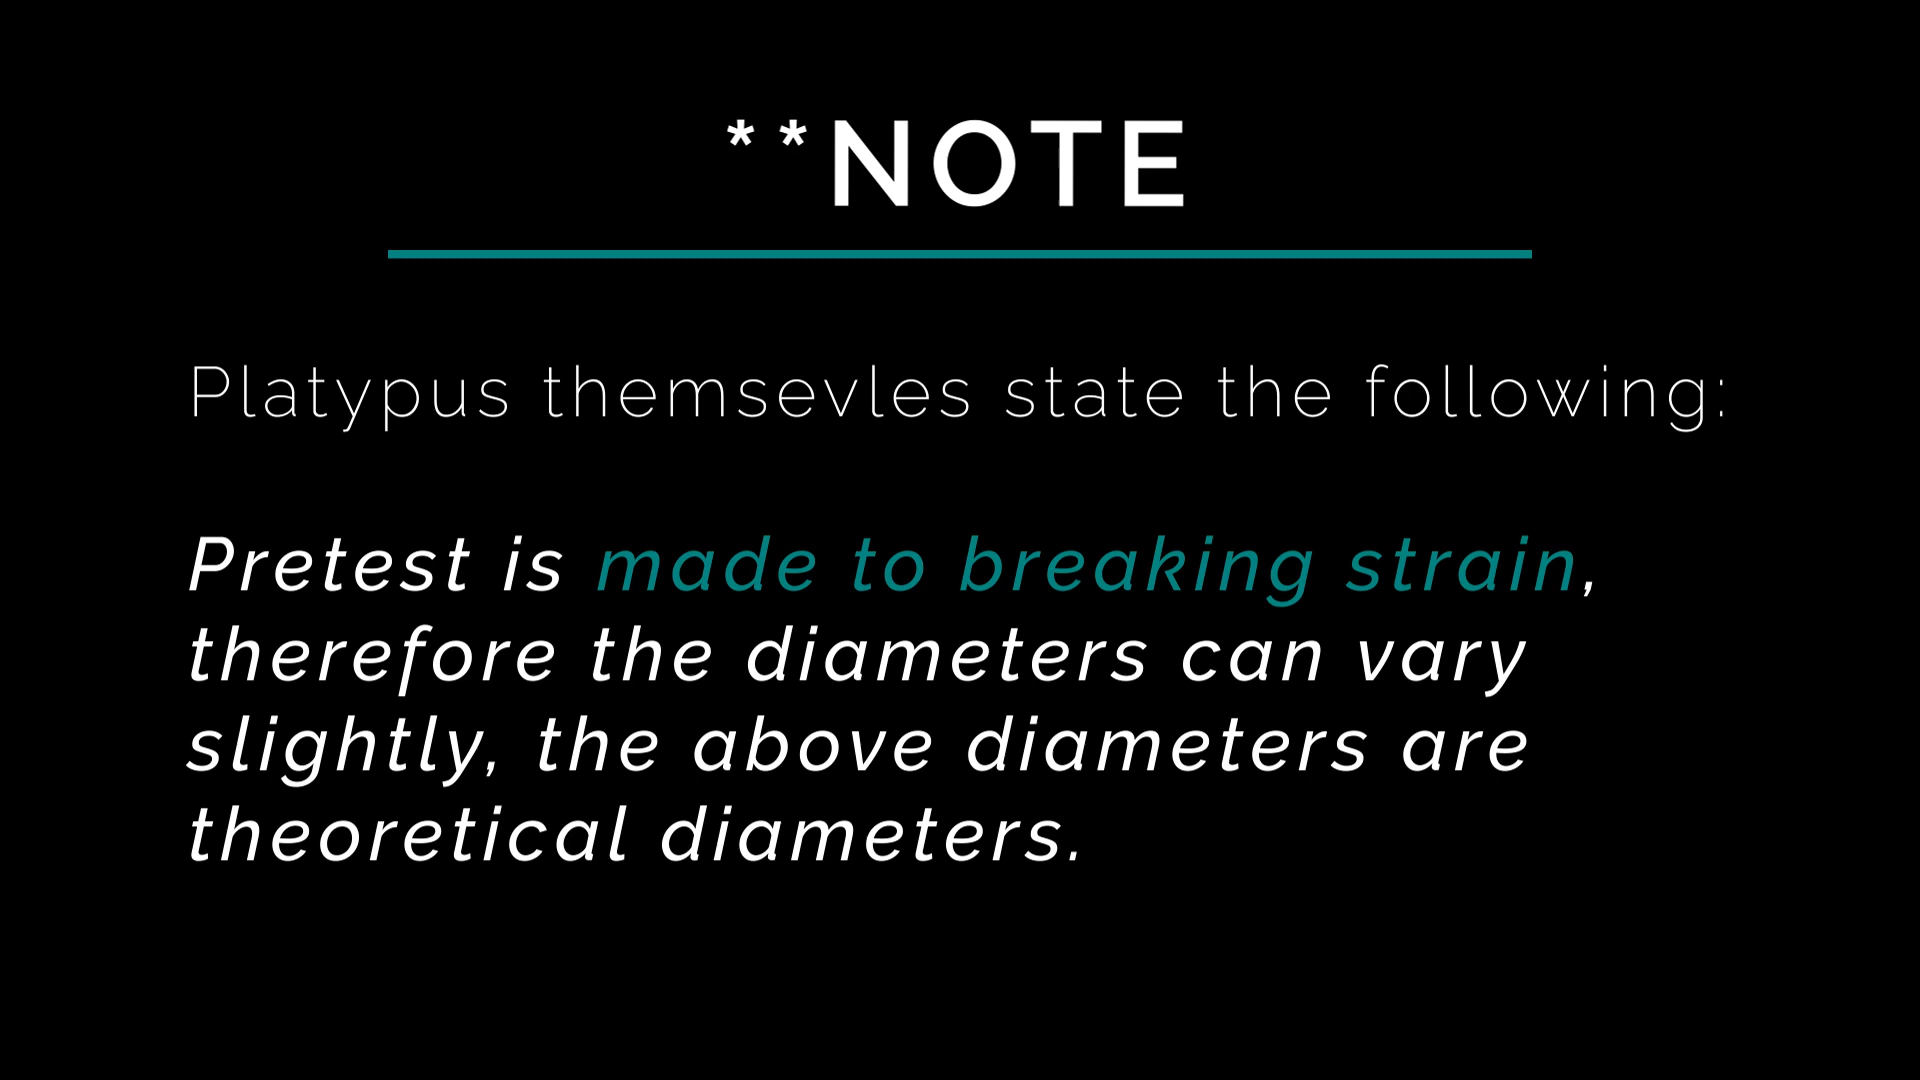 **NOTE
Platypus themsevles state the following:
Pretest is made to breaking strain,
therefore the diameters can vary
slightly, the above diameters are
theoretical diameters.